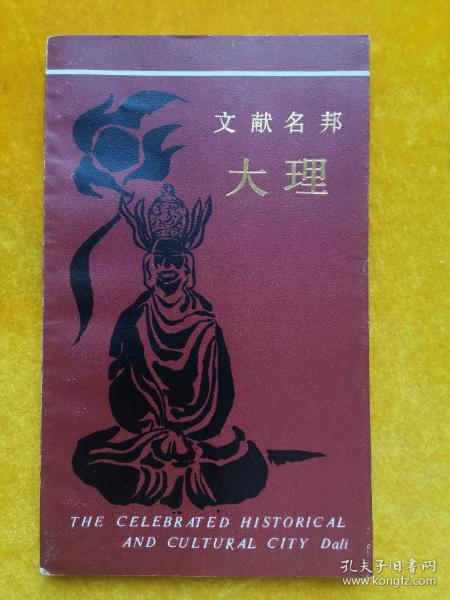 文献名邦
大理
THE CELEBRATED HISTORICAL
AND CULTURAL CITY Dali
孔夫子旧书网
www.kongfz.com